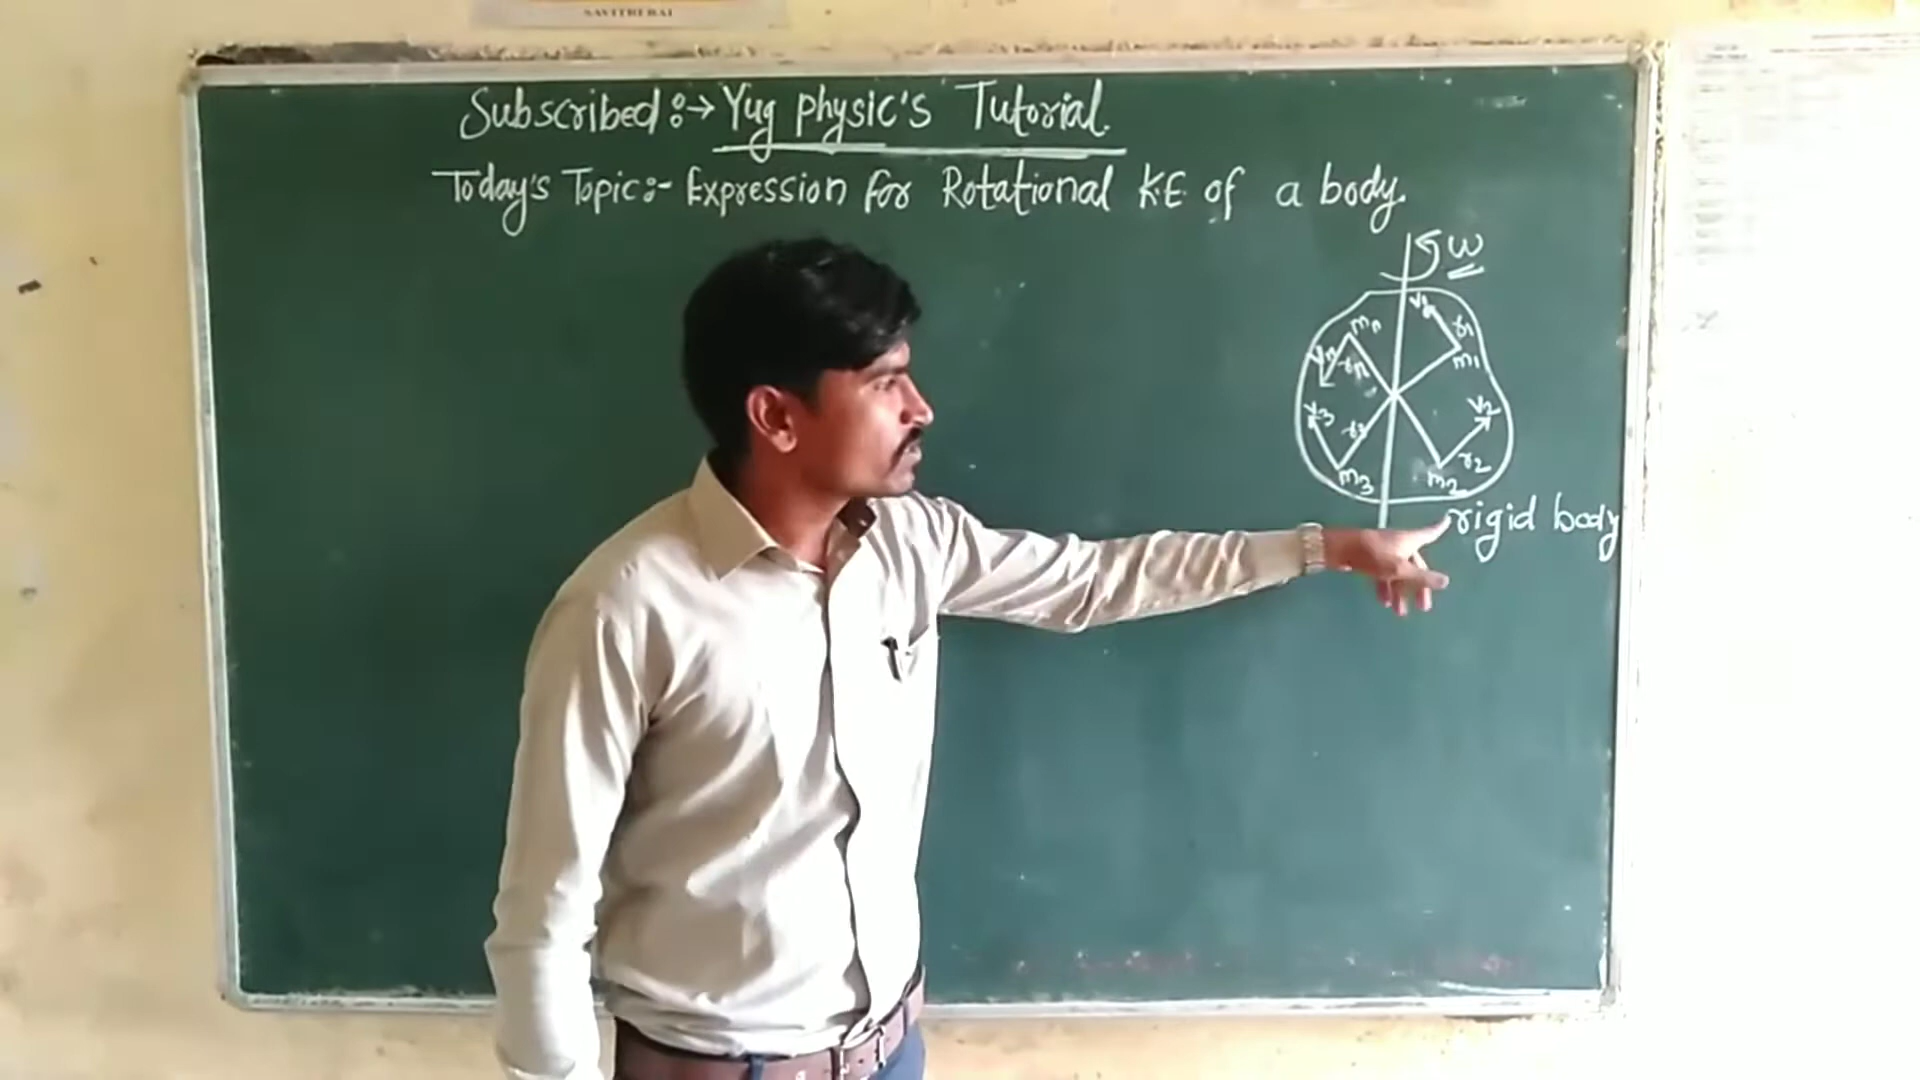 SAVITRIBAI
Subscribed :→ Yug physic's Tutorial.
Today's Topic:- Expression for Rotational K.E. of a body.
ω
v1
mn
r1
vn
rn
m1
v3
v2
r3
r2
m3
m2
rigid body